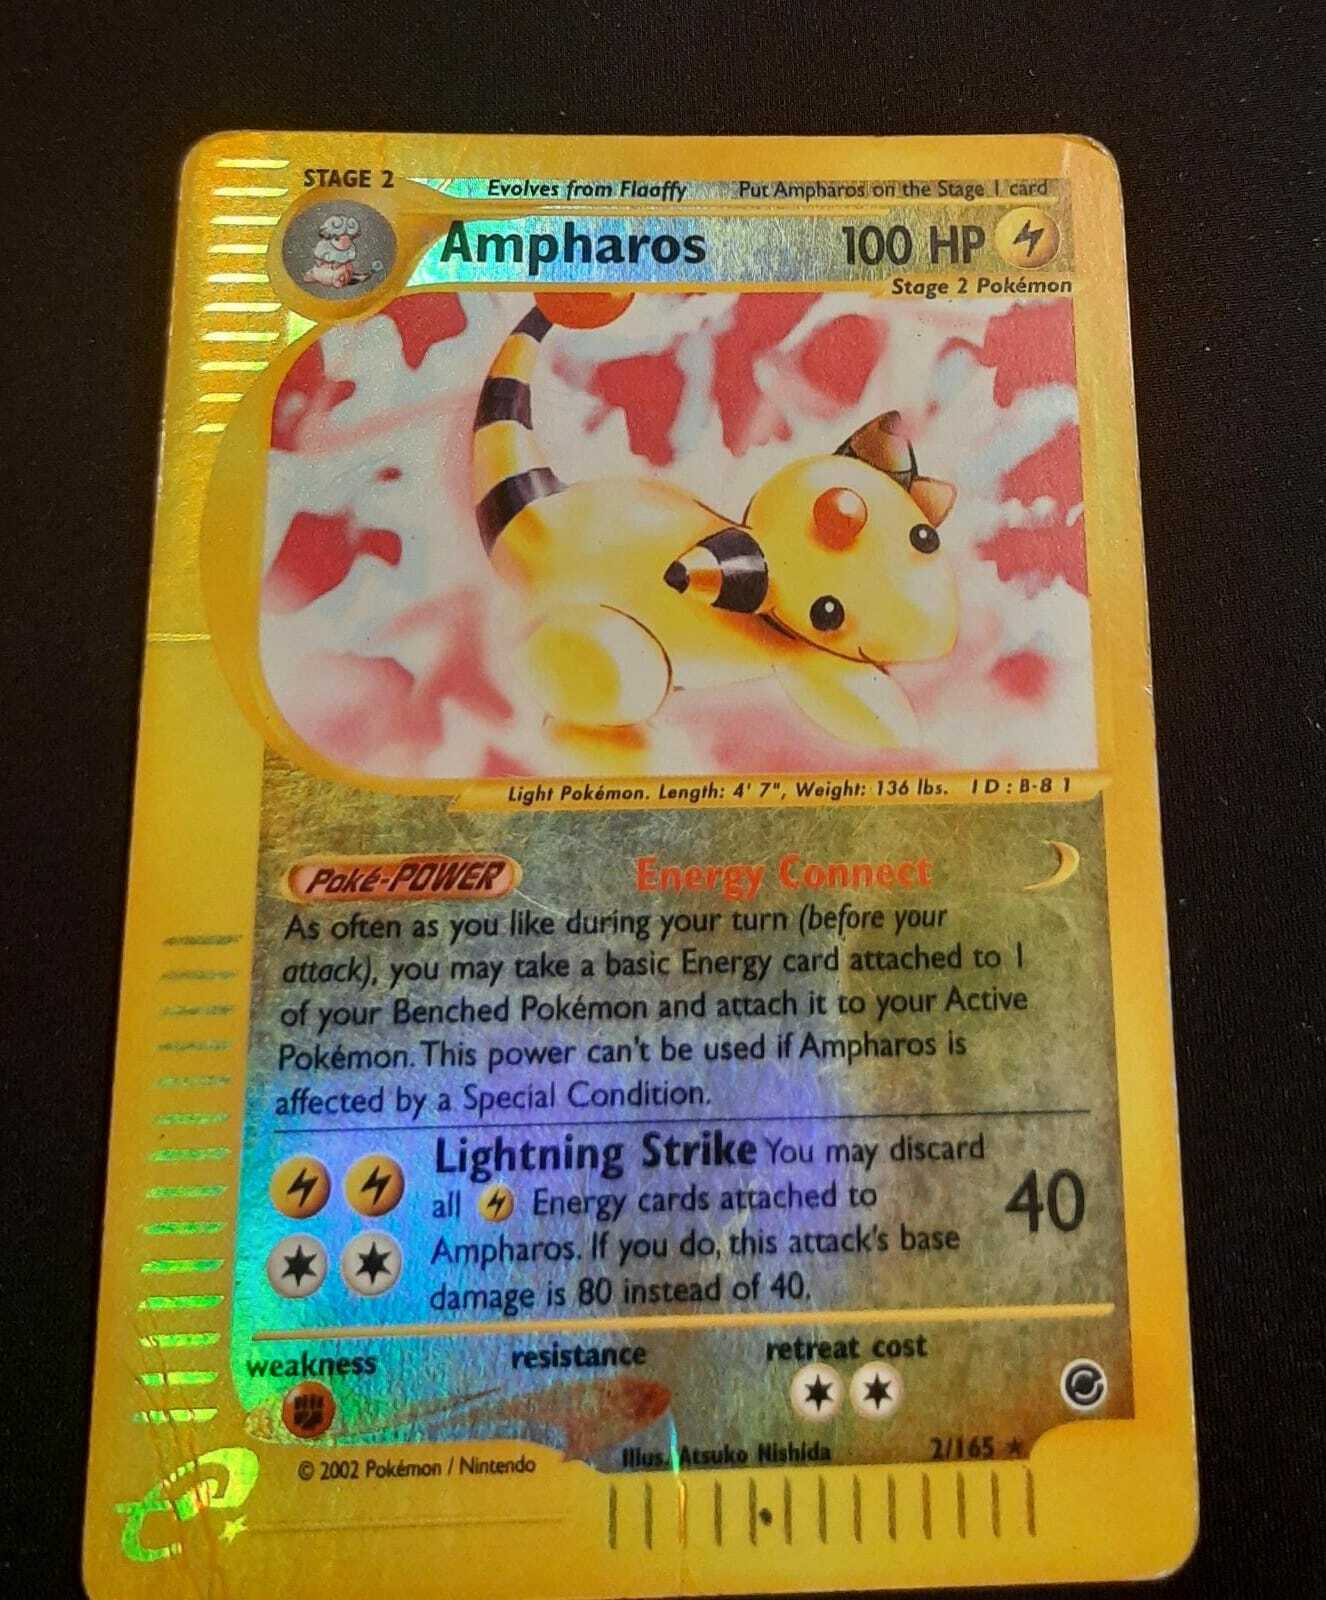 STAGE 2
Evolves from Flaaffy Put Ampharos on the Stage 1 card
Ampharos 100 HP
Stage 2 Pokémon
Light Pokémon. Length: 4' 7", Weight: 136 lbs. ID: B-81
Poké-POWER Energy Connect
As often as you like during your turn (before your
attack), you may take a basic Energy card attached to 1
of your Benched Pokémon and attach it to your Active
Pokémon. This power can't be used if Ampharos is
affected by a Special Condition.
Lightning Strike You may discard
all Energy cards attached to
Ampharos. If you do, this attack's base
damage is 80 instead of 40.
40
weakness resistance retreat cost
Illus. Atsuko Nishida 2/165 ★
© 2002 Pokémon / Nintendo